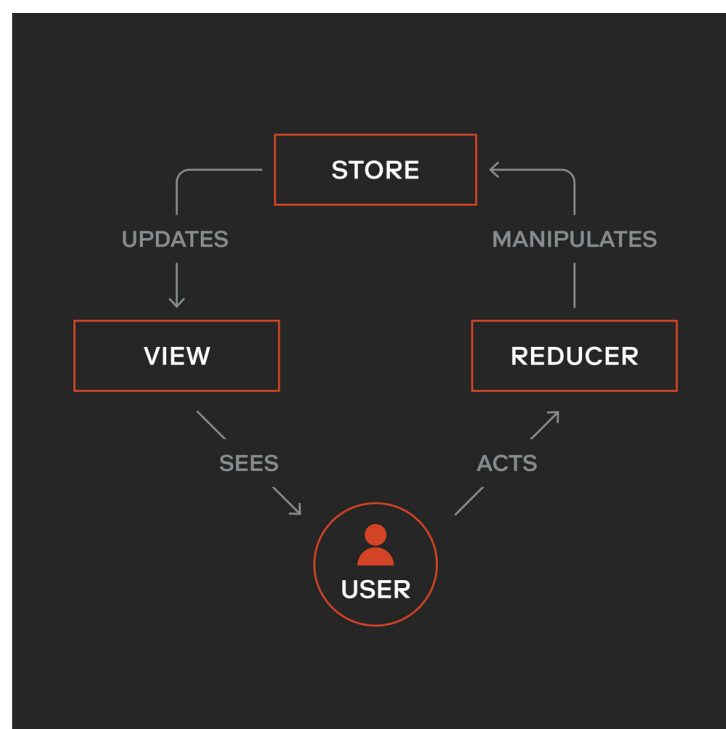 STORE
UPDATES
MANIPULATES
VIEW
REDUCER
SEES
ACTS
USER